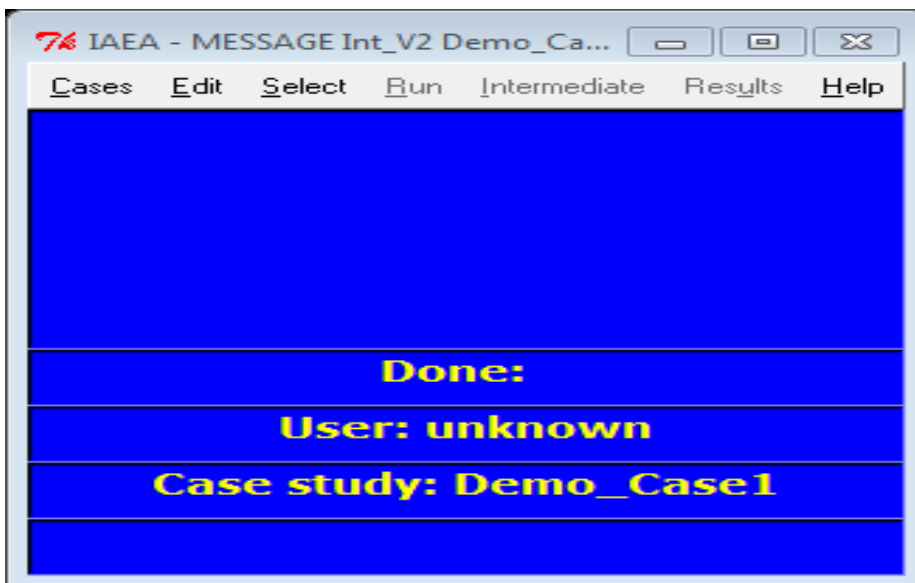 IAEA - MESSAGE Int_V2 Demo_Ca...
Cases Edit Select Run Intermediate Results Help
Done:
User: unknown
Case study: Demo_Case1